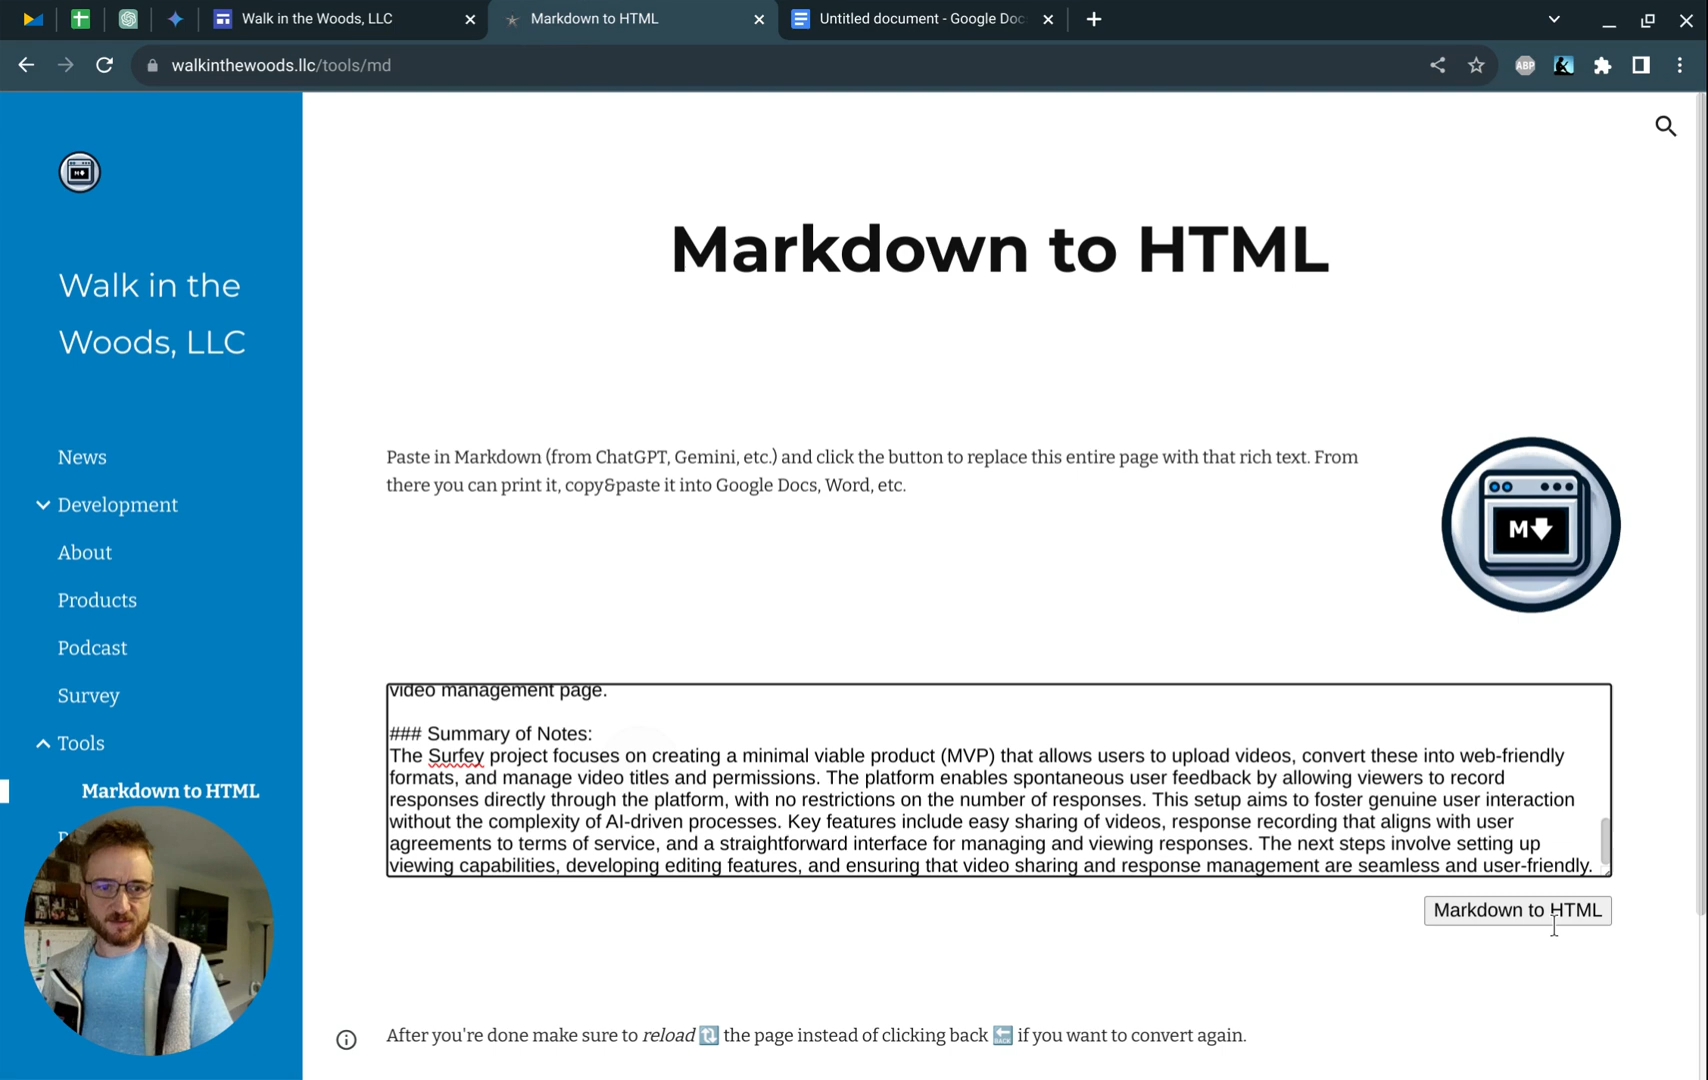 Walk in the Woods, LLC
Markdown to HTML
Untitled document - Google Doc
walkinthewoods.llc/tools/md
ABP
Walk in the
Woods, LLC
News
Development
About
Products
Podcast
Survey
Tools
Markdown to HTML
Markdown to HTML
Paste in Markdown (from ChatGPT, Gemini, etc.) and click the button to replace this entire page with that rich text. From
there you can print it, copy&paste it into Google Docs, Word, etc.
M
video management page.
### Summary of Notes:
The Surfey project focuses on creating a minimal viable product (MVP) that allows users to upload videos, convert these into web-friendly
formats, and manage video titles and permissions. The platform enables spontaneous user feedback by allowing viewers to record
responses directly through the platform, with no restrictions on the number of responses. This setup aims to foster genuine user interaction
without the complexity of AI-driven processes. Key features include easy sharing of videos, response recording that aligns with user
agreements to terms of service, and a straightforward interface for managing and viewing responses. The next steps involve setting up
viewing capabilities, developing editing features, and ensuring that video sharing and response management are seamless and user-friendly.
Markdown to HTML
After you're done make sure to reload 🔃 the page instead of clicking back 🔙 if you want to convert again.